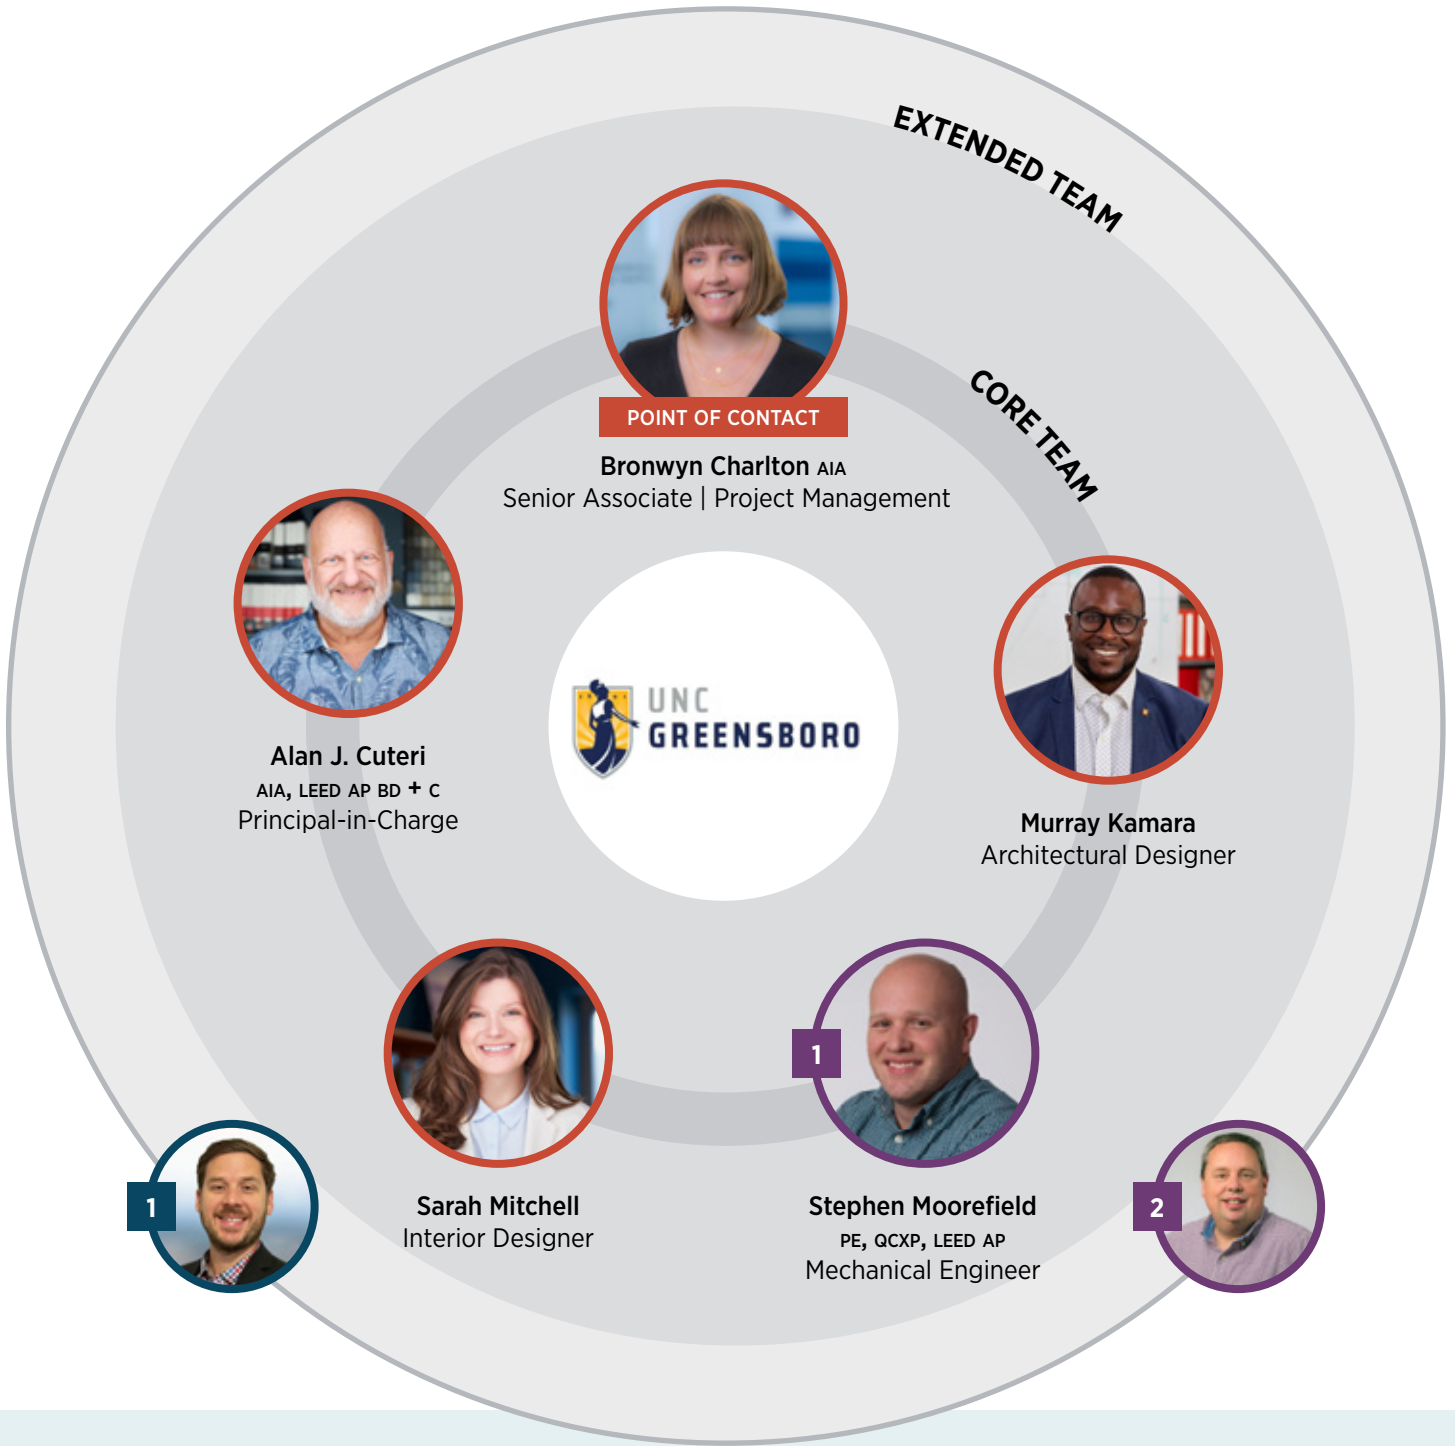 EXTENDED TEAM
CORE TEAM
POINT OF CONTACT
Bronwyn Charlton AIA
Senior Associate | Project Management
Alan J. Cuteri
AIA, LEED AP BD + C
Principal-in-Charge
UNC
GREENSBORO
Murray Kamara
Architectural Designer
1
Sarah Mitchell
Interior Designer
1
Stephen Moorefield
PE, QCXP, LEED AP
Mechanical Engineer
2